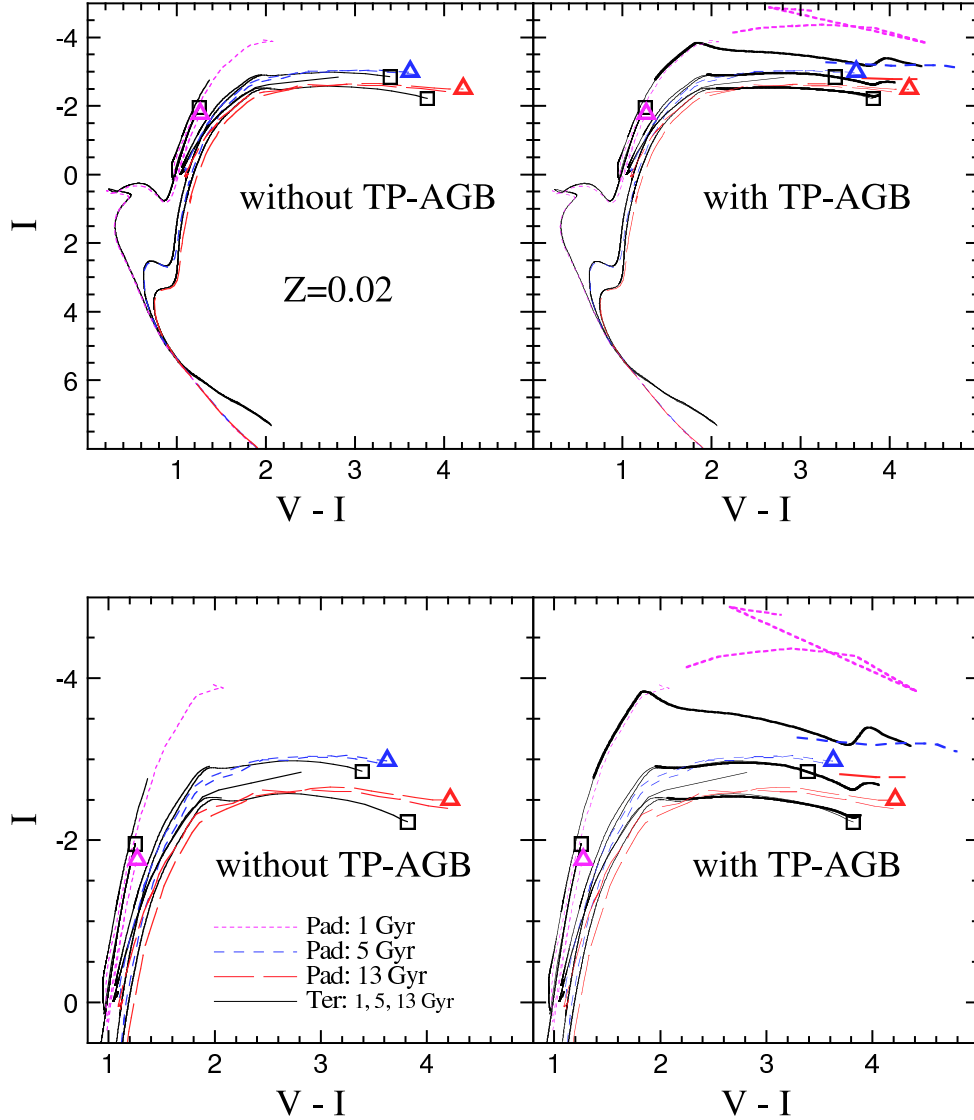 -4
-2
0
2
4
6
I
without TP-AGB
Z=0.02
with TP-AGB
1 2 3 4
1 2 3 4
V - I
V - I
-4
-2
0
I
without TP-AGB
with TP-AGB
Pad: 1 Gyr
Pad: 5 Gyr
Pad: 13 Gyr
Ter: 1, 5, 13 Gyr
1 2 3 4
1 2 3 4
V - I
V - I